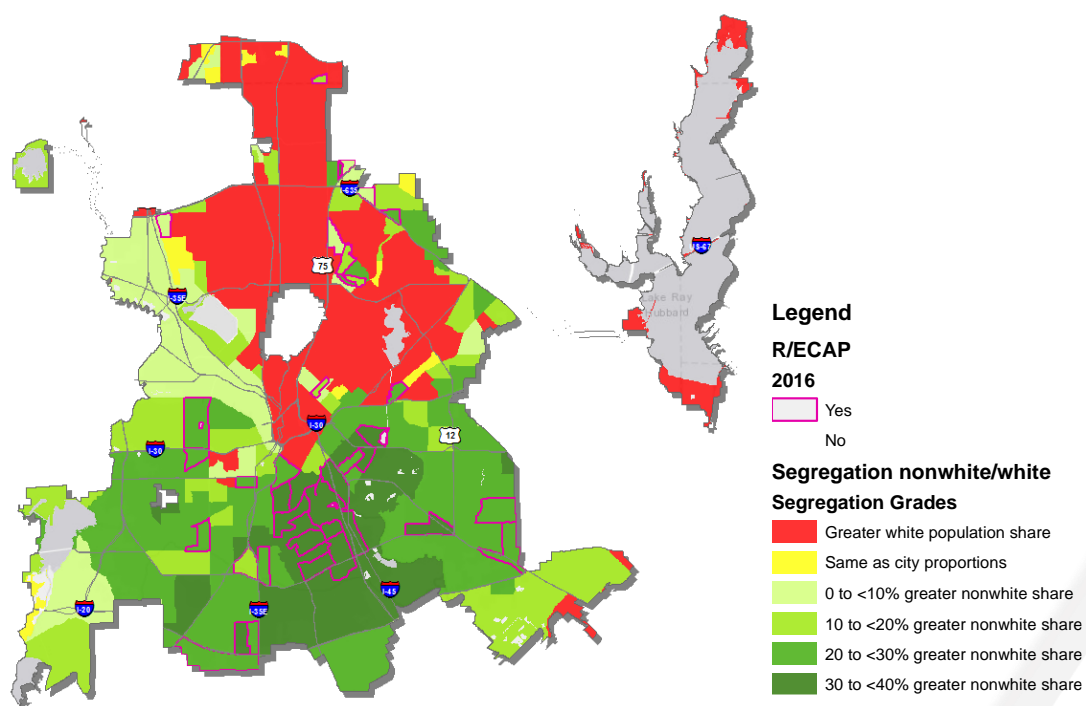 I-635
75
I-35E
Lake Ray
Hubbard
I-30
I-30
12
I-45
I-20
I-35E
Legend
R/ECAP
2016
Yes
No
Segregation nonwhite/white
Segregation Grades
Greater white population share
Same as city proportions
0 to <10% greater nonwhite share
10 to <20% greater nonwhite share
20 to <30% greater nonwhite share
30 to <40% greater nonwhite share